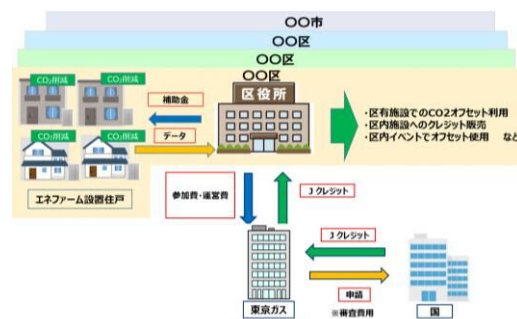 〇〇市
〇〇区
〇〇区
〇〇区
CO₂削減
CO₂削減
CO₂削減
CO₂削減
エネファーム設置住戸
補助金
データ
区役所
・区有施設でのCO2オフセット利用
・区内施設へのクレジット販売
・区内イベントでオフセット使用 など
参加費・運営費
Jクレジット
Jクレジット
申請
※審査費用
東京ガス
国